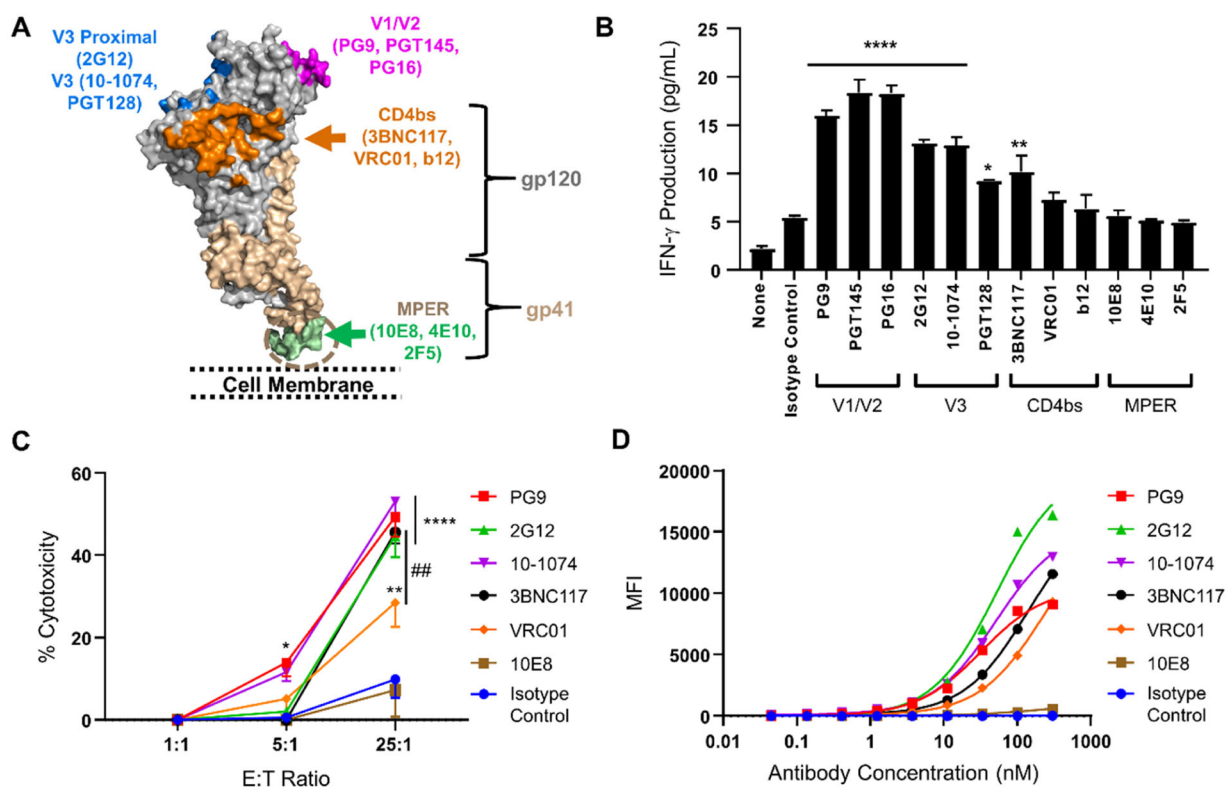 A
V3 Proximal
(2G12)
V3 (10-1074,
PGT128)
V1/V2
(PG9, PGT145,
PG16)
CD4bs
(3BNC117,
VRC01, b12)
gp120
MPER
(10E8, 4E10,
2F5)
gp41
Cell Membrane
B
IFN-γ Production (pg/mL)
25
20
15
10
5
0
****
*
**
None
Isotype Control
PG9
PGT145
PG16
2G12
10-1074
PGT128
3BNC117
VRC01
b12
10E8
4E10
2F5
V1/V2
V3
CD4bs
MPER
C
% Cytotoxicity
60
40
20
0
*
**
****
##
1:1
5:1
25:1
E:T Ratio
PG9
2G12
10-1074
3BNC117
VRC01
10E8
Isotype
Control
D
MFI
20000
15000
10000
5000
0
0.01
0.1
1
10
100
1000
Antibody Concentration (nM)
PG9
2G12
10-1074
3BNC117
VRC01
10E8
Isotype
Control